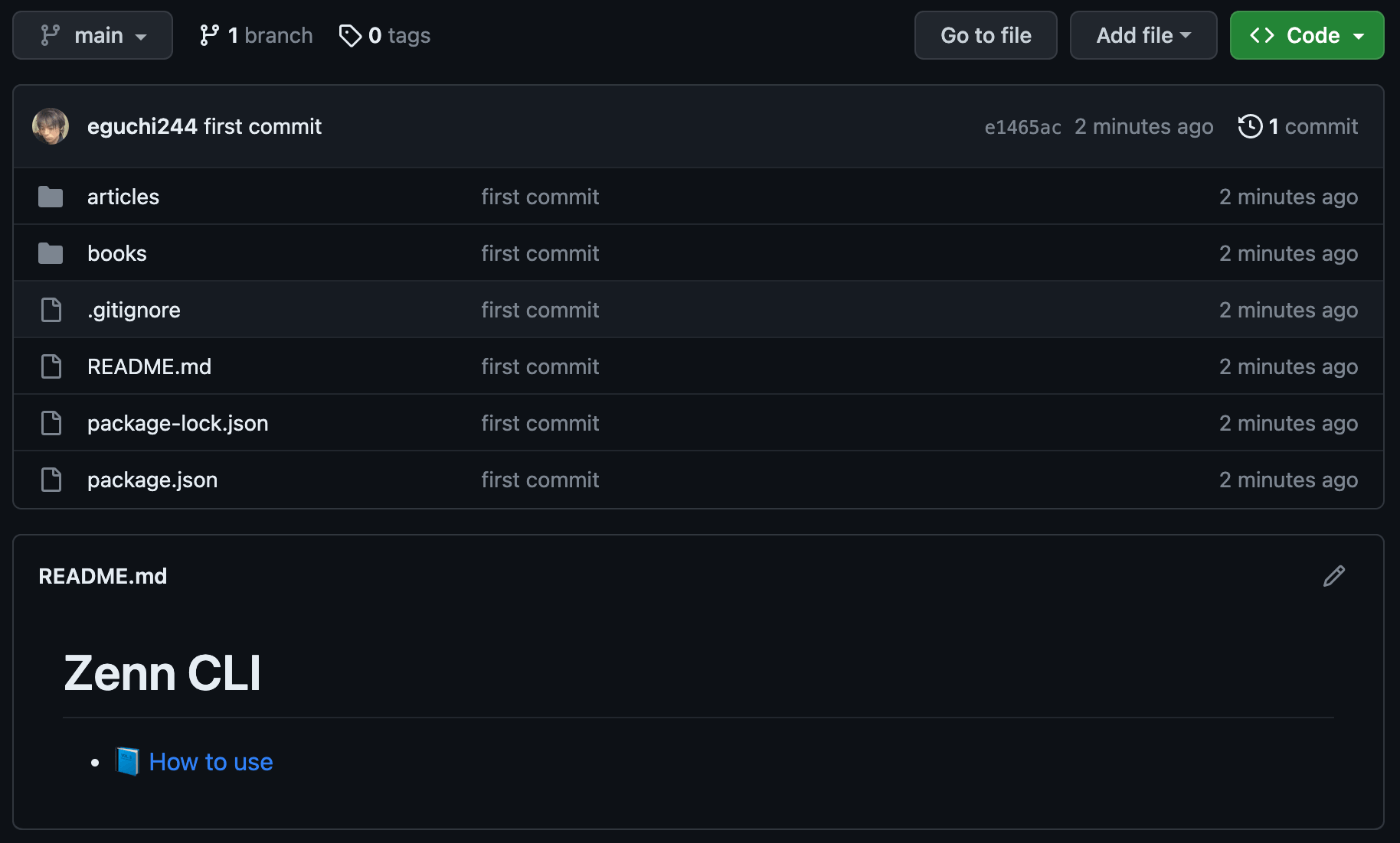 main 1 branch 0 tags Go to file Add file Code
eguchi244 first commit e1465ac 2 minutes ago 1 commit
articles first commit 2 minutes ago
books first commit 2 minutes ago
.gitignore first commit 2 minutes ago
README.md first commit 2 minutes ago
package-lock.json first commit 2 minutes ago
package.json first commit 2 minutes ago
README.md
Zenn CLI
How to use